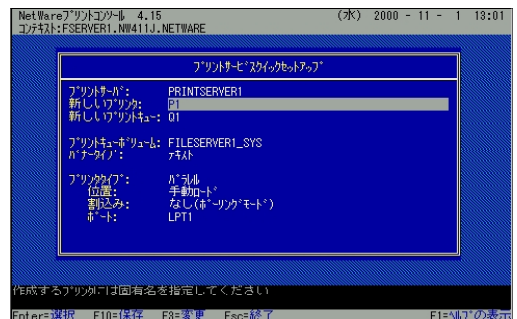 NetWareﾌﾟﾘﾝﾄｺﾝｿｰﾙ 4.15 (水) 2000 - 11 - 1 13:01
ｺﾝﾃｷｽﾄ:FSERVER1.NW411J.NETWARE
ﾌﾟﾘﾝﾄｻｰﾋﾞｽｸｲｯｸｾｯﾄｱｯﾌﾟ
ﾌﾟﾘﾝﾄｻｰﾊﾞ: PRINTSERVER1
新しいﾌﾟﾘﾝﾀ: P1
新しいﾌﾟﾘﾝﾄｷｭｰ: Q1
ﾌﾟﾘﾝﾄｷｭｰﾎﾞﾘｭｰﾑ: FILESERVER1_SYS
ﾊﾞﾅｰﾀｲﾌﾟ: ﾃｷｽﾄ
ﾌﾟﾘﾝﾀﾀｲﾌﾟ: ﾊﾟﾗﾚﾙ
位置: 手動ﾛｰﾄﾞ
割込み: なし(ﾎﾟｰﾘﾝｸﾞﾓｰﾄﾞ)
ﾎﾟｰﾄ: LPT1
作成するﾌﾟﾘﾝﾀには固有名を指定してください
Enter=選択 F10=保存 F3=変更 Esc=終了 F1=ﾍﾙﾌﾟの表示